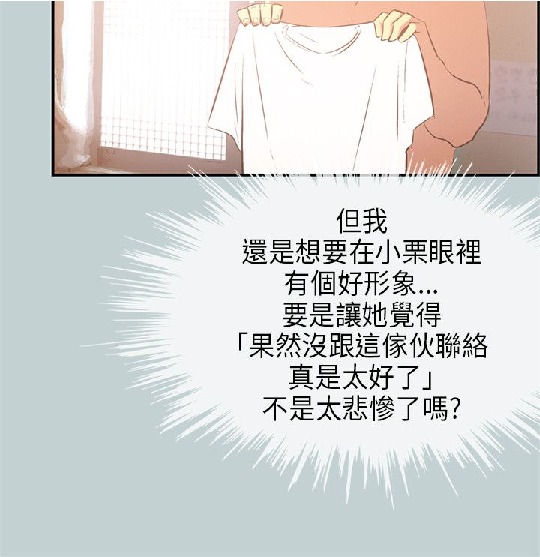 但我
還是想要在小栗眼裡
有個好形象...
要是讓她覺得
「果然沒跟這傢伙聯絡
真是太好了」
不是太悲慘了嗎?